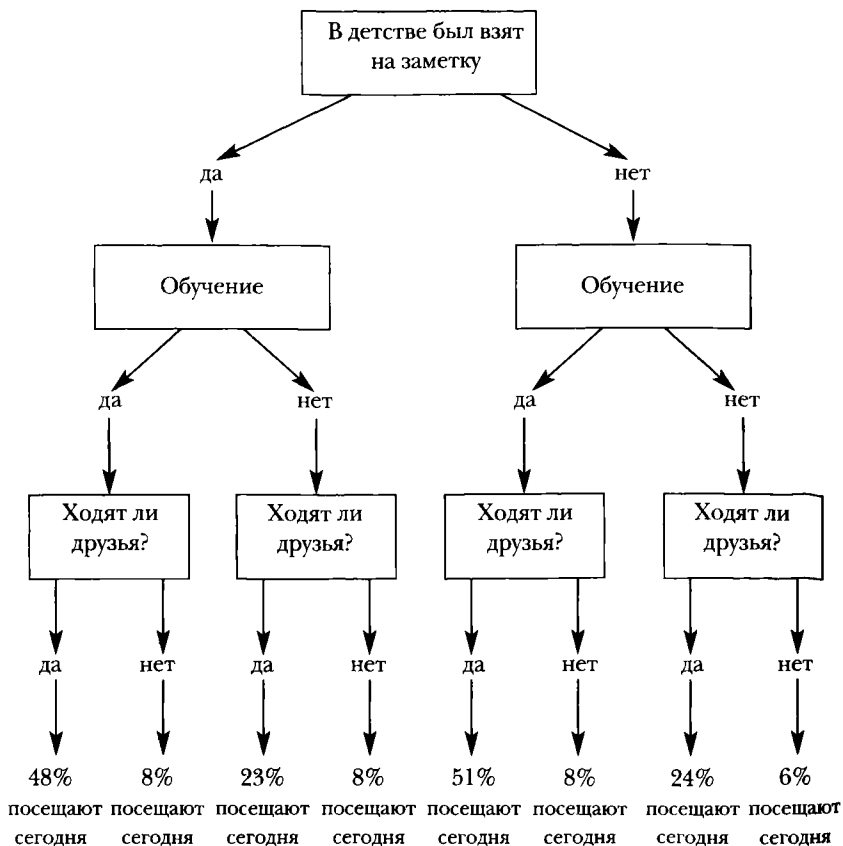 В детстве был взят
на заметку
да нет
Обучение Обучение
да нет да нет
Ходят ли Ходят ли Ходят ли Ходят ли
друзья? друзья? друзья? друзья?
да нет да нет да нет да нет
48% 8% 23% 8% 51% 8% 24% 6%
посещают посещают посещают посещают посещают посещают посещают посещают
сегодня сегодня сегодня сегодня сегодня сегодня сегодня сегодня